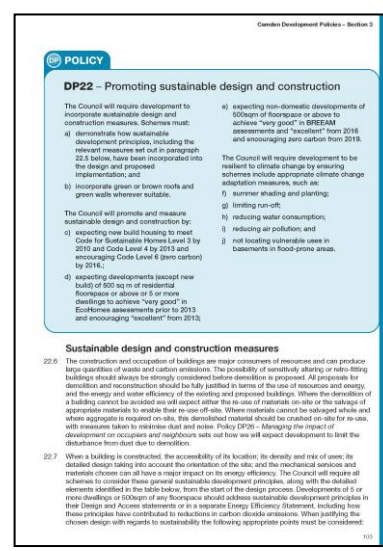 Camden Development Policies – Section 3
DP POLICY
DP22 – Promoting sustainable design and construction
The Council will require development to
incorporate sustainable design and
construction measures. Schemes must:
a) demonstrate how sustainable
development principles, including the
relevant measures set out in paragraph
22.5 below, have been incorporated into
the design and proposed
implementation; and
b) incorporate green or brown roofs and
green walls wherever suitable.
The Council will promote and measure
sustainable design and construction by:
c) expecting new build housing to meet
Code for Sustainable Homes Level 3 by
2010 and Code Level 4 by 2013 and
encouraging Code Level 6 (zero carbon)
by 2016.;
d) expecting developments (except new
build) of 500 sq m of residential
floorspace or above or 5 or more
dwellings to achieve "very good" in
EcoHomes assessments prior to 2013
and encouraging "excellent" from 2013;
e) expecting non-domestic developments of
500sqm of floorspace or above to
achieve "very good" in BREEAM
assessments and "excellent" from 2016
and encouraging zero carbon from 2019.
The Council will require development to be
resilient to climate change by ensuring
schemes include appropriate climate change
adaptation measures, such as:
f) summer shading and planting;
g) limiting run-off;
h) reducing water consumption;
i) reducing air pollution; and
j) not locating vulnerable uses in
basements in flood-prone areas.
Sustainable design and construction measures
22.6 The construction and occupation of buildings are major consumers of resources and can produce
large quantities of waste and carbon emissions. The possibility of sensitively altering or retro-fitting
buildings should always be strongly considered before demolition is proposed. All proposals for
demolition and reconstruction should be fully justified in terms of the use of resources and energy,
and the energy and water efficiency of the existing and proposed buildings. Where the demolition of
a building cannot be avoided we will expect either the re-use of materials on-site or the salvage of
appropriate materials to enable their re-use off-site. Where materials cannot be salvaged whole and
where aggregate is required on-site, this demolished material should be crushed on-site for re-use,
with measures taken to minimise dust and noise. Policy DP26 – Managing the impact of
development on occupiers and neighbours sets out how we will expect development to limit the
disturbance from dust due to demolition.
22.7 When a building is constructed, the accessibility of its location; its density and mix of uses; its
detailed design taking into account the orientation of the site; and the mechanical services and
materials chosen can all have a major impact on its energy efficiency. The Council will require all
schemes to consider these general sustainable development principles, along with the detailed
elements identified in the table below, from the start of the design process. Developments of 5 or
more dwellings or 500sqm of any floorspace should address sustainable development principles in
their Design and Access statements or in a separate Energy Efficiency Statement, including how
these principles have contributed to reductions in carbon dioxide emissions. When justifying the
chosen design with regards to sustainability the following appropriate points must be considered:
103